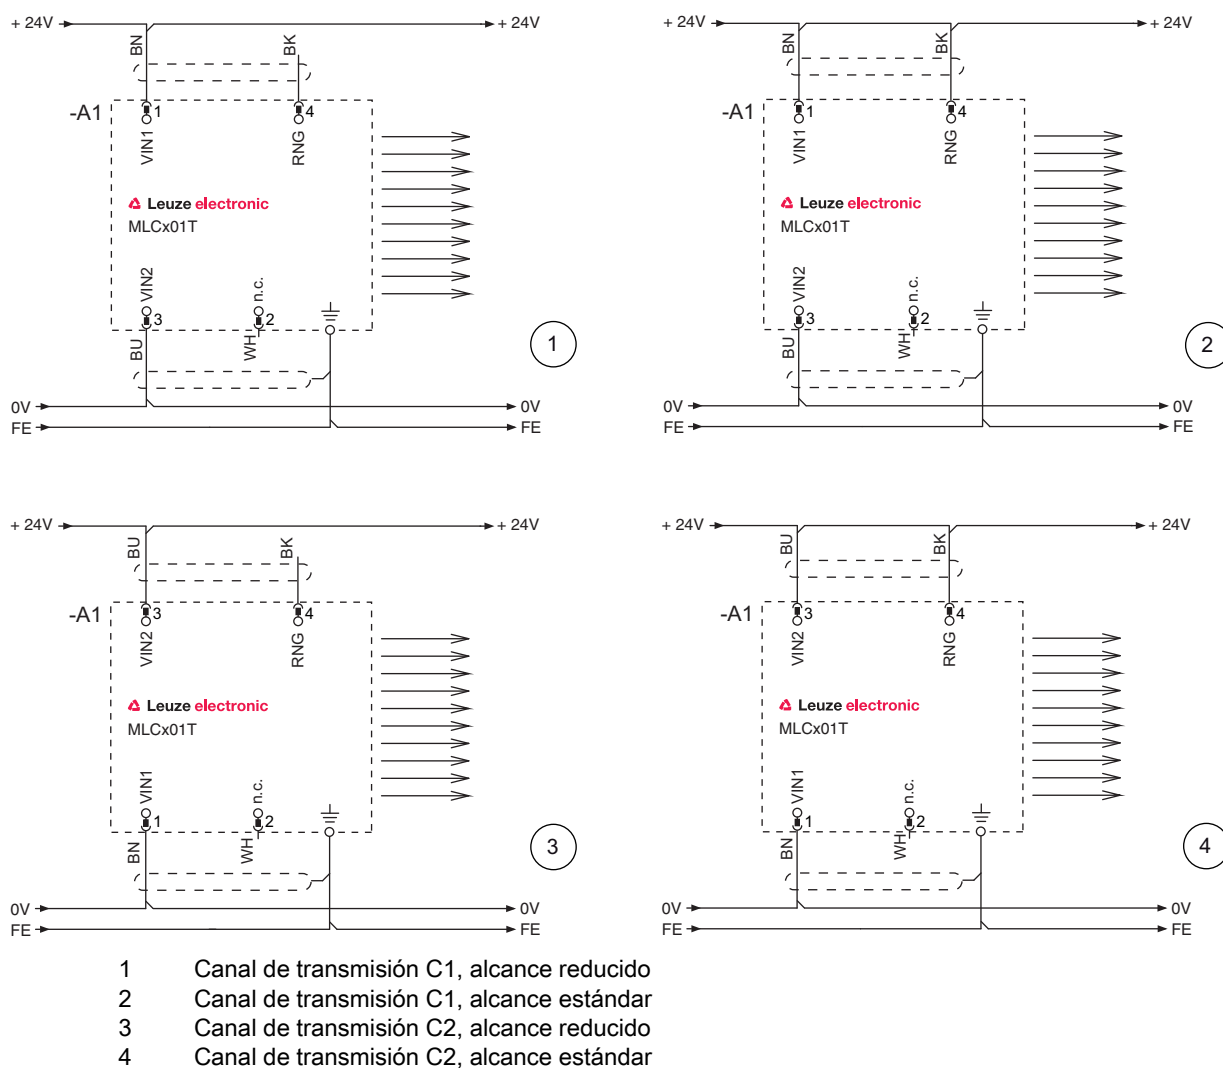 + 24V
+ 24V
BN
BK
-A1
1
4
VIN1
RNG
Leuze electronic
MLCx01T
VIN2
n.c.
3
2
BU
WH
1
0V
0V
FE
FE
+ 24V
+ 24V
BN
BK
-A1
1
4
VIN1
RNG
Leuze electronic
MLCx01T
VIN2
n.c.
3
2
BU
WH
2
0V
0V
FE
FE
+ 24V
+ 24V
BU
BK
-A1
3
4
VIN2
RNG
Leuze electronic
MLCx01T
VIN1
n.c.
1
2
BN
WH
3
0V
0V
FE
FE
+ 24V
+ 24V
BU
BK
-A1
3
4
VIN2
RNG
Leuze electronic
MLCx01T
VIN1
n.c.
1
2
BN
WH
4
0V
0V
FE
FE
1 Canal de transmisión C1, alcance reducido
2 Canal de transmisión C1, alcance estándar
3 Canal de transmisión C2, alcance reducido
4 Canal de transmisión C2, alcance estándar